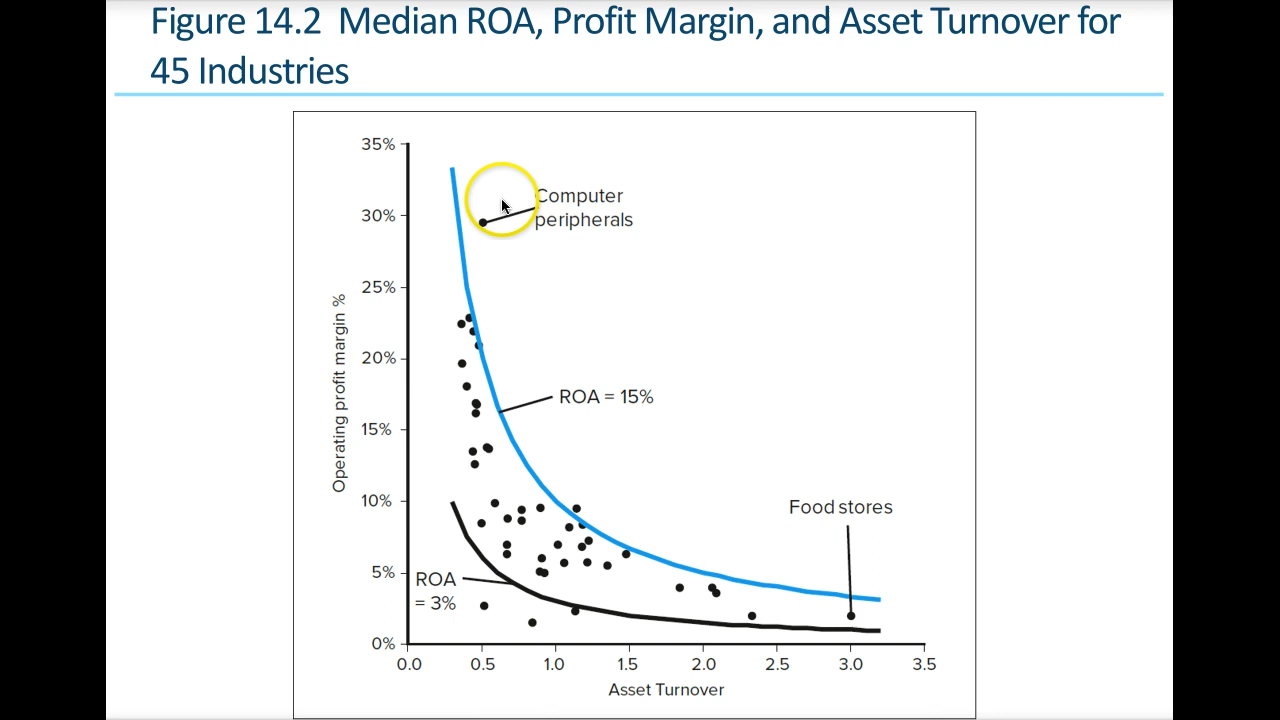 Figure 14.2 Median ROA, Profit Margin, and Asset Turnover for
45 Industries
35%
30%
25%
20%
15%
10%
5%
0%
Operating profit margin %
Computer
peripherals
ROA = 15%
Food stores
ROA
= 3%
0.0 0.5 1.0 1.5 2.0 2.5 3.0 3.5
Asset Turnover